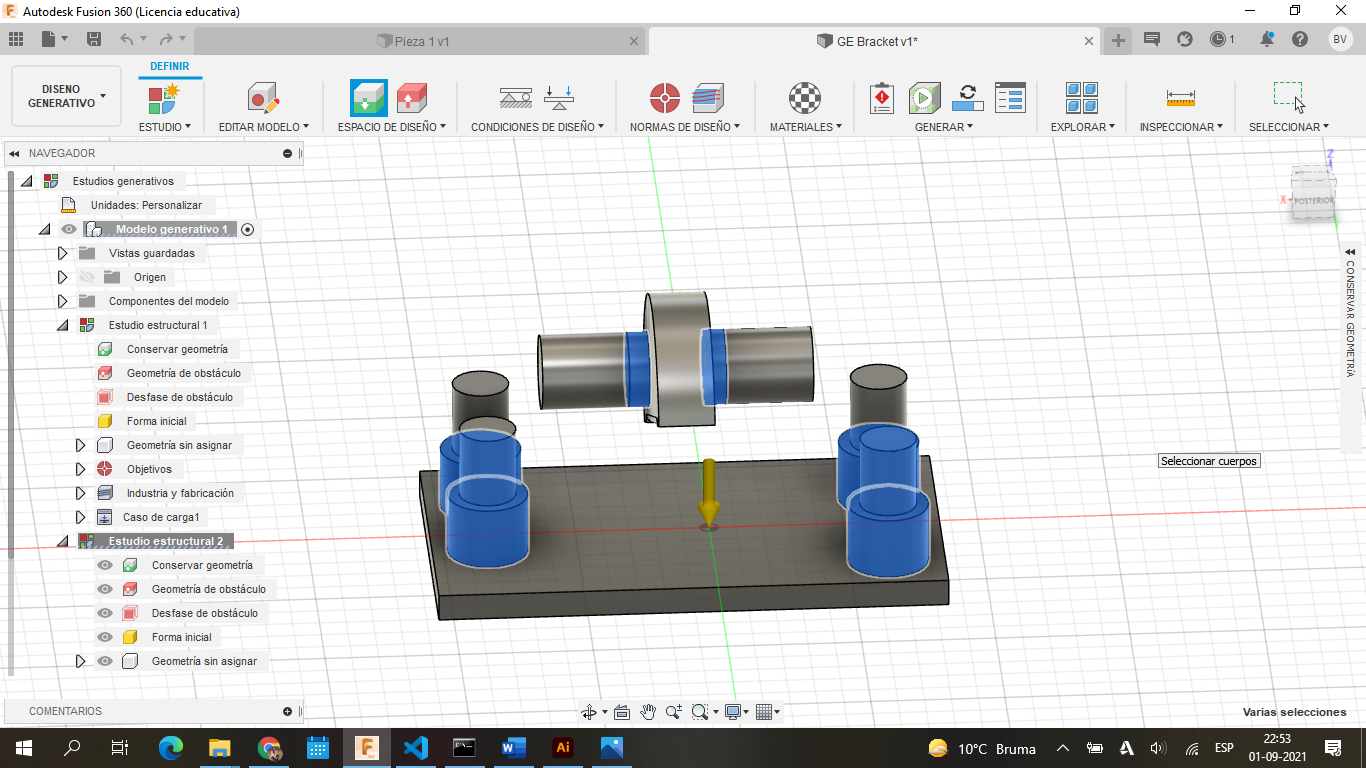 Autodesk Fusion 360 (Licencia educativa)
Pieza 1 v1
GE Bracket v1*
1
BV
DISEÑO GENERATIVO
DEFINIR
ESTUDIO
EDITAR MODELO
ESPACIO DE DISEÑO
CONDICIONES DE DISEÑO
NORMAS DE DISEÑO
MATERIALES
GENERAR
EXPLORAR
INSPECCIONAR
SELECCIONAR
NAVEGADOR
Estudios generativos
Unidades: Personalizar
Modelo generativo 1
Vistas guardadas
Origen
Componentes del modelo
Estudio estructural 1
Conservar geometría
Geometría de obstáculo
Desfase de obstáculo
Forma inicial
Geometría sin asignar
Objetivos
Industria y fabricación
Caso de carga1
Estudio estructural 2
Conservar geometría
Geometría de obstáculo
Desfase de obstáculo
Forma inicial
Geometría sin asignar
Z
X
POSTERIOR
CONSERVAR GEOMETRÍA
Seleccionar cuerpos
COMENTARIOS
Varias selecciones
10°C Bruma
ESP
22:53
01-09-2021